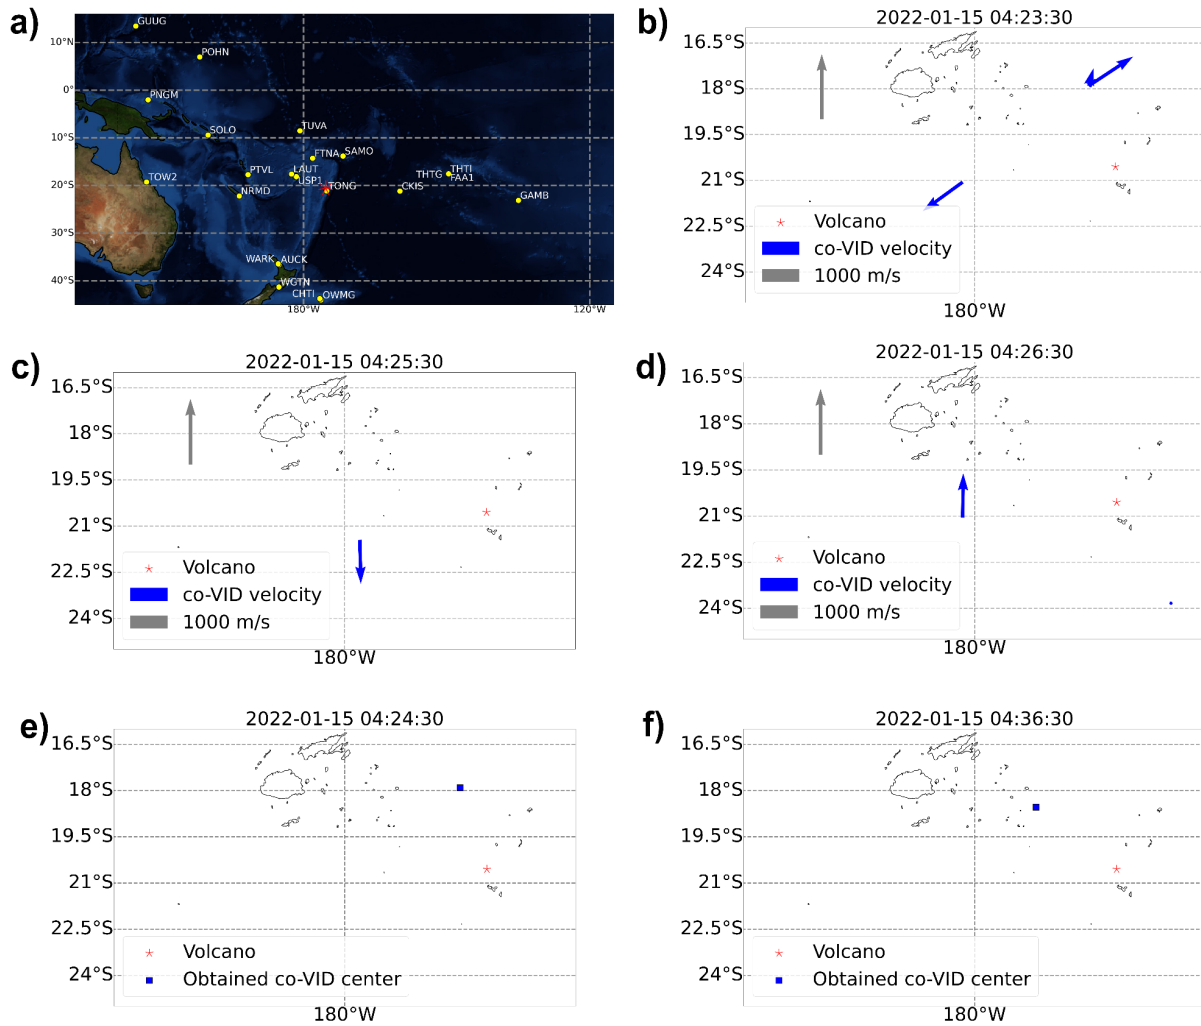 a)
GUUG
POHN
PNGM
SOLO
TUVA
FTNA
SAMO
TOW2
PTVL
LAUT
USP1
TONG
NRMD
CKIS
THTG
THTI
FAA1
GAMB
WARK
AUCK
WGTN
CHTI
OWMG
10°N
0°
10°S
20°S
30°S
40°S
180°W
120°W
b)
2022-01-15 04:23:30
16.5°S
18°S
19.5°S
21°S
22.5°S
24°S
180°W
Volcano
co-VID velocity
1000 m/s
c)
2022-01-15 04:25:30
16.5°S
18°S
19.5°S
21°S
22.5°S
24°S
180°W
Volcano
co-VID velocity
1000 m/s
d)
2022-01-15 04:26:30
16.5°S
18°S
19.5°S
21°S
22.5°S
24°S
180°W
Volcano
co-VID velocity
1000 m/s
e)
2022-01-15 04:24:30
16.5°S
18°S
19.5°S
21°S
22.5°S
24°S
180°W
Volcano
Obtained co-VID center
f)
2022-01-15 04:36:30
16.5°S
18°S
19.5°S
21°S
22.5°S
24°S
180°W
Volcano
Obtained co-VID center